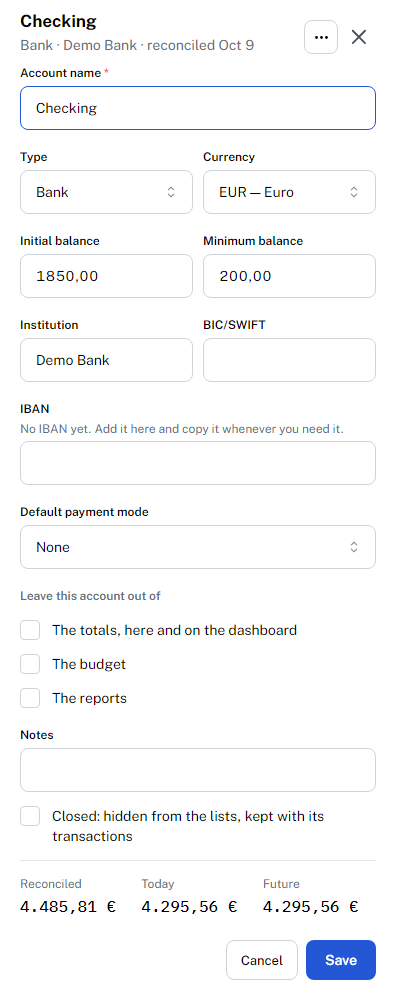 Checking
Bank · Demo Bank · reconciled Oct 9
Account name *
Checking
Type
Currency
Bank
EUR — Euro
Initial balance
Minimum balance
1850,00
200,00
Institution
BIC/SWIFT
Demo Bank
IBAN
No IBAN yet. Add it here and copy it whenever you need it.
Default payment mode
None
Leave this account out of
The totals, here and on the dashboard
The budget
The reports
Notes
Closed: hidden from the lists, kept with its
transactions
Reconciled
Today
Future
4.485,81 €
4.295,56 €
4.295,56 €
Cancel
Save